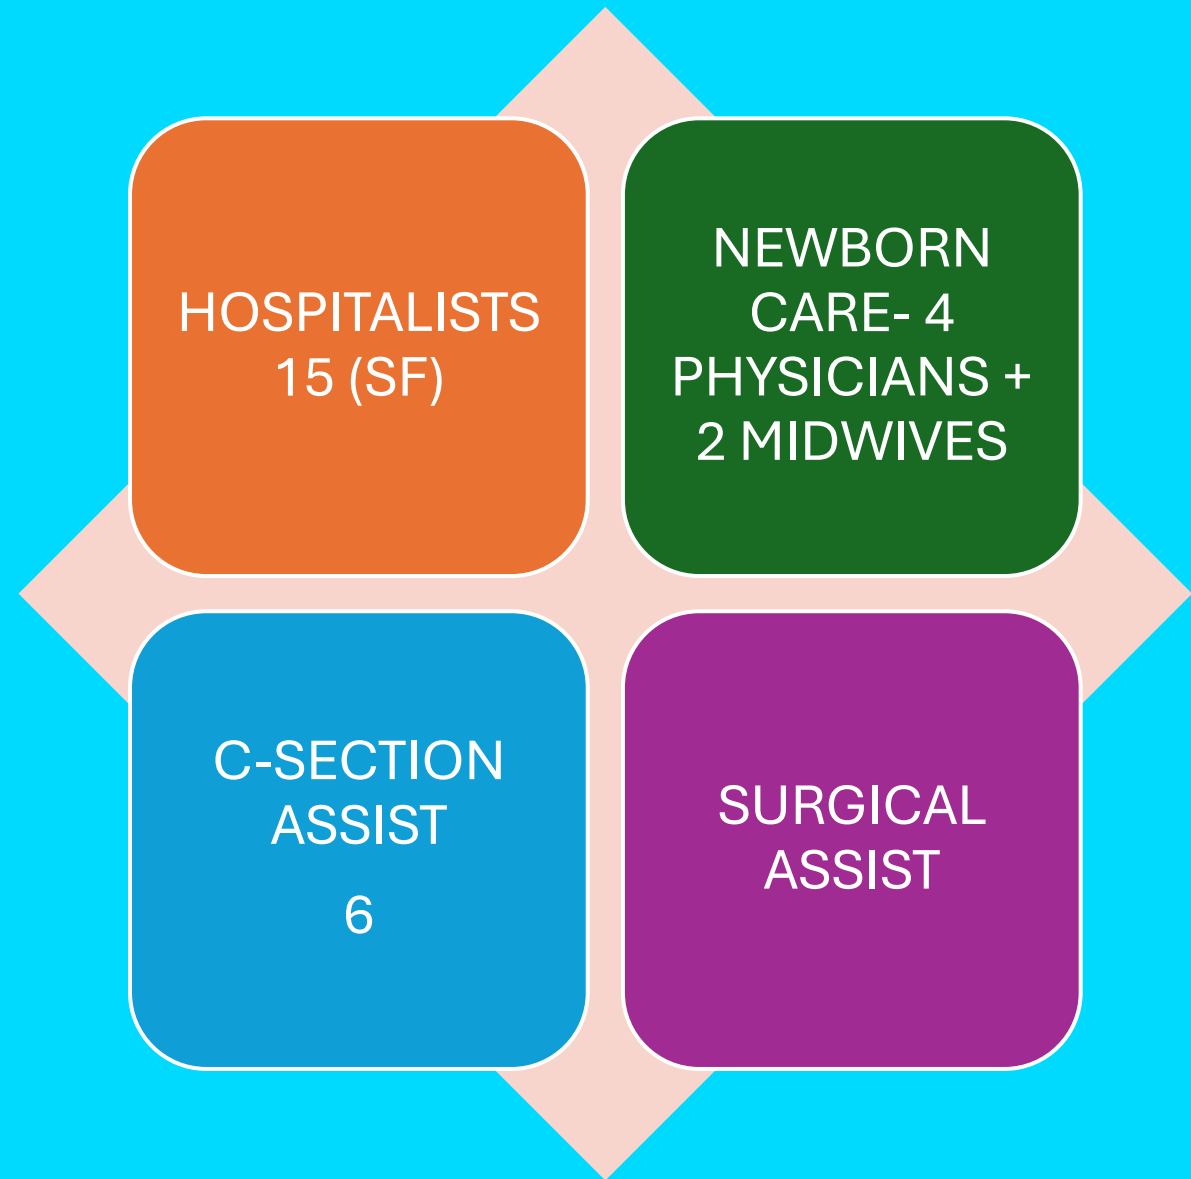 HOSPITALISTS
15 (SF)
NEWBORN
CARE- 4
PHYSICIANS +
2 MIDWIVES
C-SECTION
ASSIST
6
SURGICAL
ASSIST